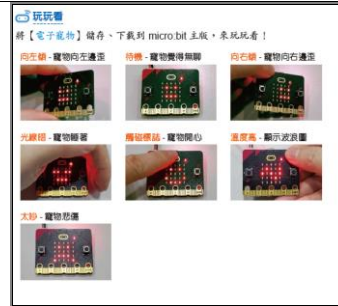 玩玩看
將【電子寵物】儲存、下載到 micro:bit 主版，來玩玩看！
向左傾 - 寵物向左邊歪
待機 - 寵物覺得無聊
向右傾 - 寵物向右邊歪
光線暗 - 寵物睡著
觸碰標誌 - 寵物開心
溫度高 - 顯示波浪圖
太吵 - 寵物悲傷